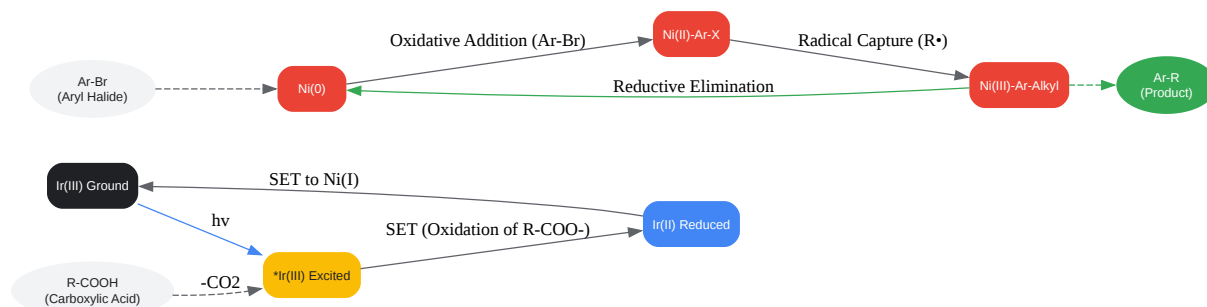 Oxidative Addition (Ar-Br)
Ni(II)-Ar-X
Radical Capture (R•)
Ar-Br
(Aryl Halide)
Ni(0)
Reductive Elimination
Ni(III)-Ar-Alkyl
Ar-R
(Product)
Ir(III) Ground
SET to Ni(I)
hv
SET (Oxidation of R-COO-)
Ir(II) Reduced
R-COOH
(Carboxylic Acid)
-CO2
*Ir(III) Excited